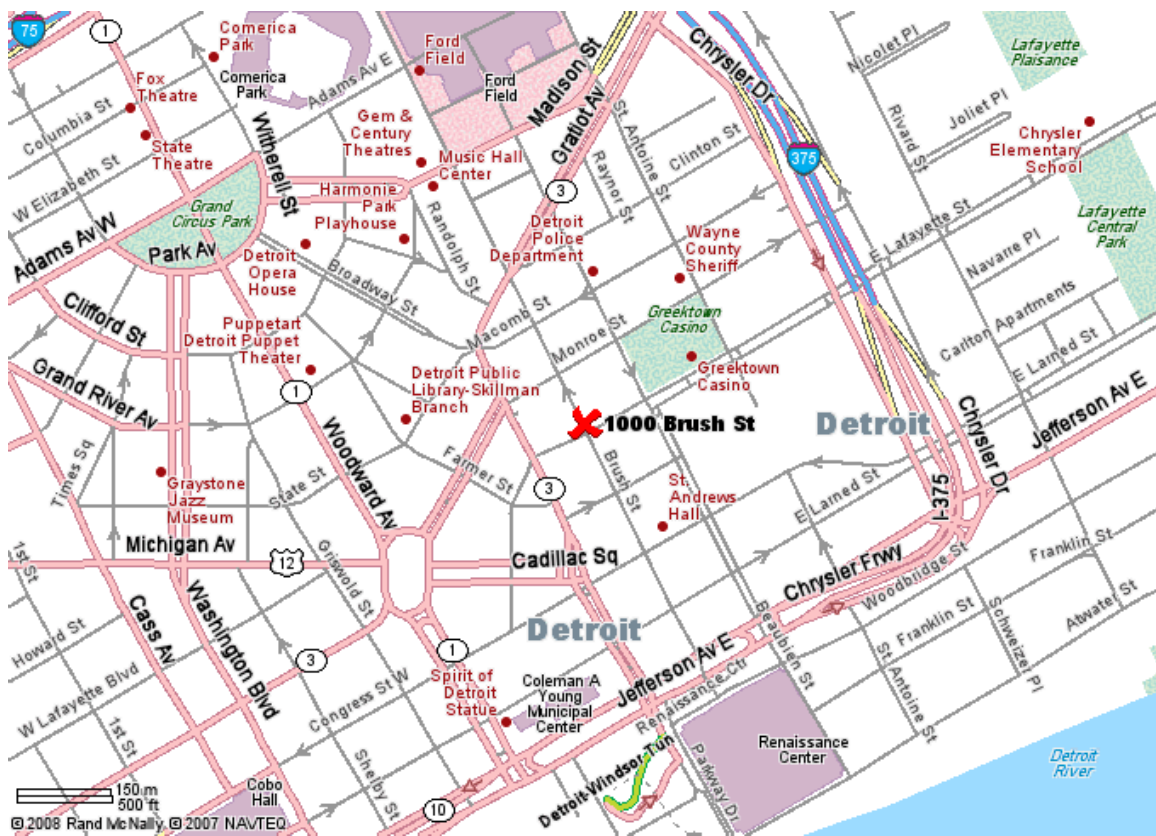 75
1
Comerica
Park
Comerica
Park
Fox
Theatre
State
Theatre
Columbia St
W Elizabeth St
Adams Av E
Witherell St
Ford
Field
Ford
Field
Madison St
Gratiot Av
Chrysler Dr
375
Nicolet Pl
Lafayette
Plaisance
Joliet Pl
Rivard St
Chrysler
Elementary
School
Gem &
Century
Theatres
Music Hall
Center
3
St. Antoine St
Raynor St
Clinton St
Harmonie
Park
Playhouse
Randolph St
Grand
Circus Park
Adams Av W
Park Av
Detroit
Opera
House
Broadway St
Detroit
Police
Department
Wayne
County
Sheriff
E Lafayette St
Navarre Pl
Lafayette
Central
Park
Clifford St
Puppetart
Detroit Puppet
Theater
Macomb St
Monroe St
Greektown
Casino
Greektown
Casino
Carlton Apartments
E Larned St
Grand River Av
1
Detroit Public
Library-Skillman
Branch
1000 Brush St
Detroit
Jefferson Av E
Chrysler Dr
Times Sq
Graystone
Jazz
Museum
State St
Woodward Av
Farmer St
3
Brush St
St.
Andrews
Hall
E Larned St
I-375
Michigan Av
12
Cadillac Sq
Chrysler Frwy
Woodbridge St
Franklin St
1st St
Cass Av
Washington Blvd
Griswold St
Howard St
3
Detroit
1
Beaubien St
Franklin St
Schweizer Pl
Atwater St
W Lafayette Blvd
1st St
Congress St W
Spirit of
Detroit
Statue
Coleman A
Young
Municipal
Center
Jefferson Av E
Renaissance Ctr
St Antoine St
Shelby St
Detroit-Windsor Tun
Parkway Dr
Renaissance
Center
Detroit
River
150 m
500 ft
Cobo
Hall
10
© 2008 Rand McNally, © 2007 NAVTEQ